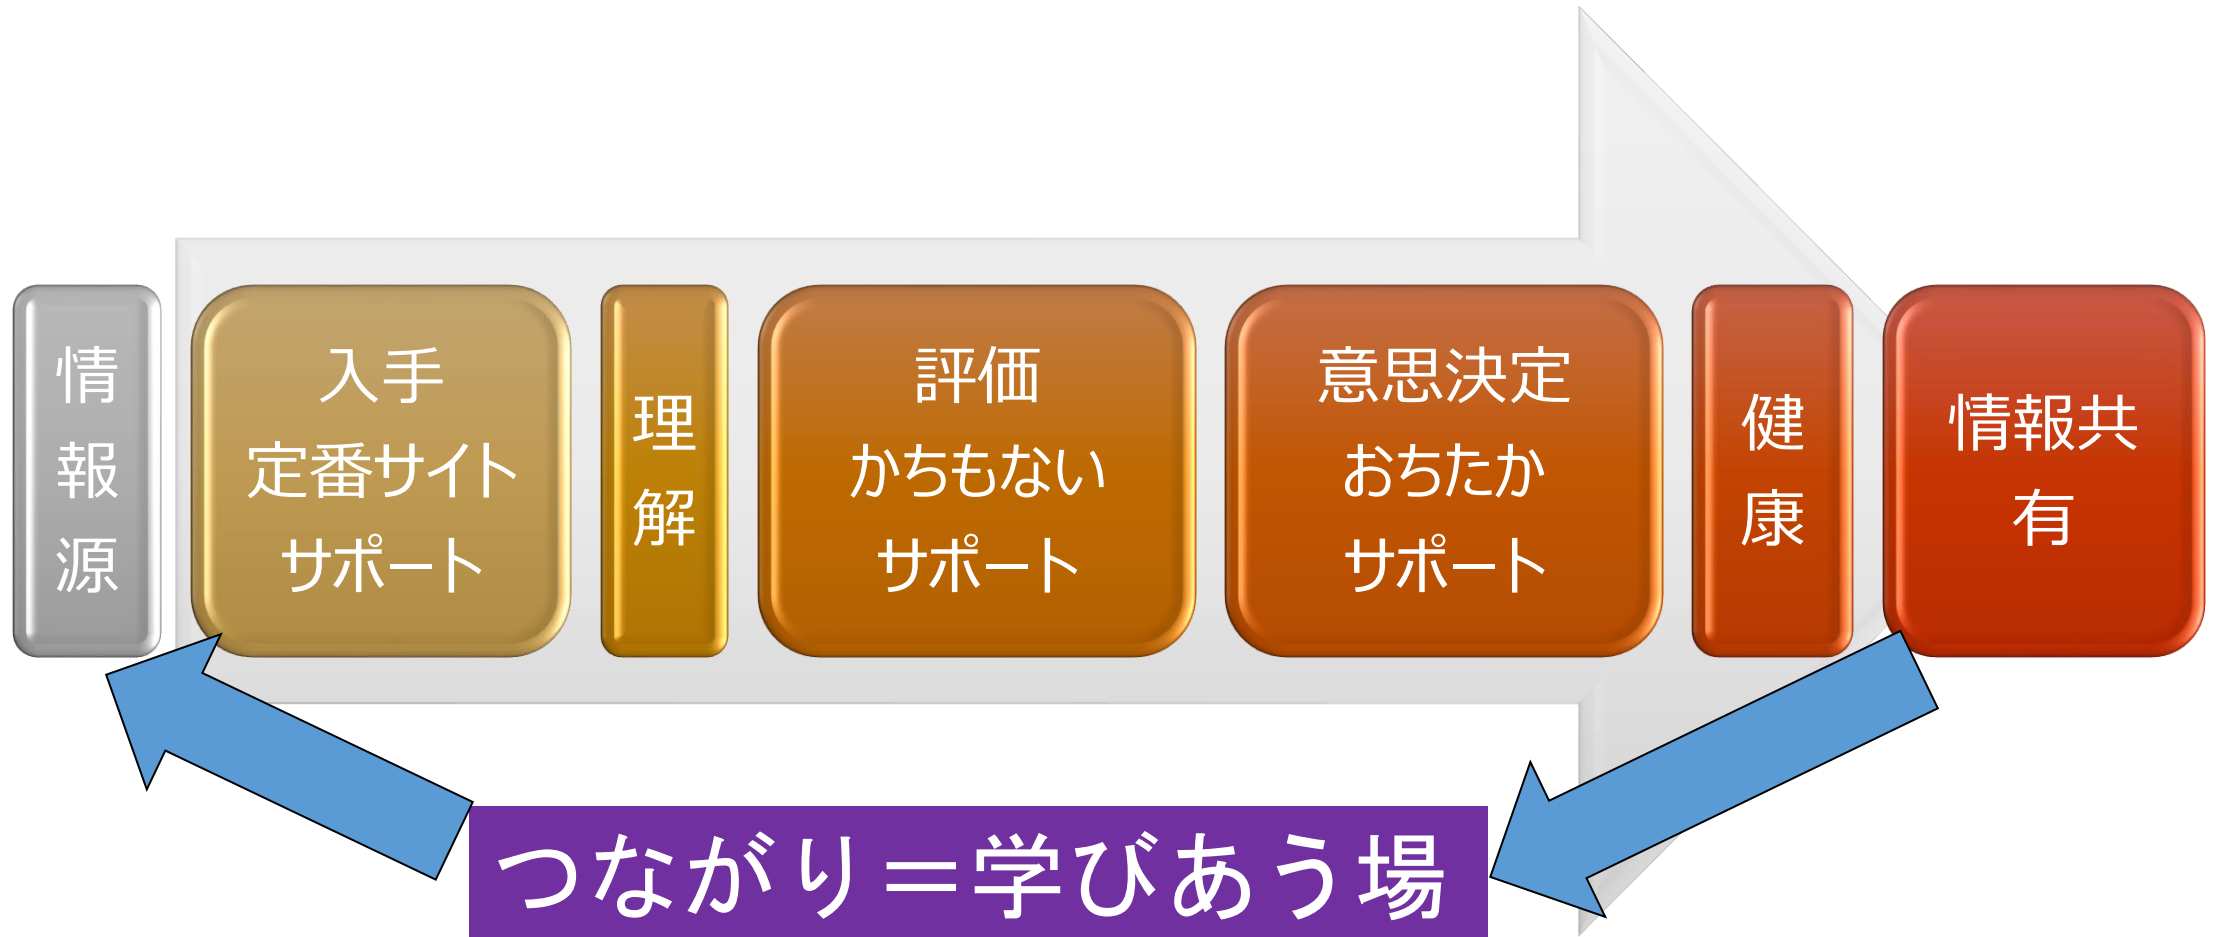 情
報
源
入手
定番サイト
サポート
理
解
評価
かちもない
サポート
意思決定
おちたか
サポート
健
康
情報共
有
つながり＝学びあう場